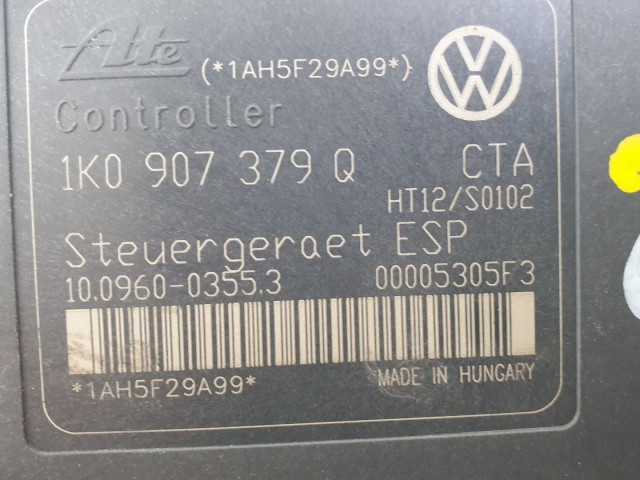 Ate (*1AH5F29A99*)
Controller
1K0 907 379 Q CTA
HT12/S0102
Steuergeraet ESP
10.0960-0355.3 00005305F3
*1AH5F29A99* MADE IN HUNGARY